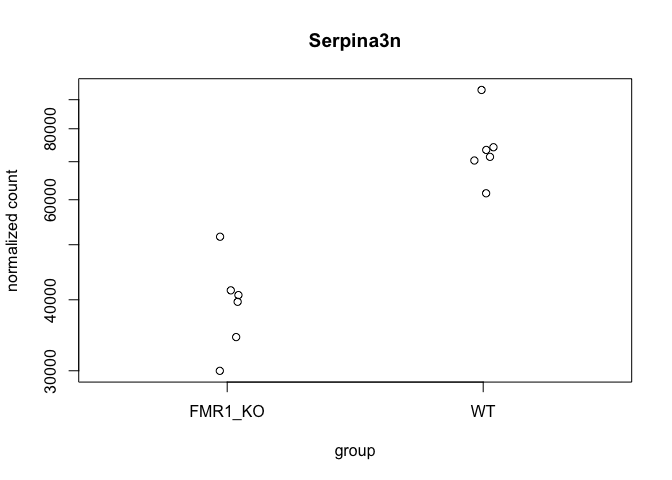 Serpina3n
normalized count
80000
60000
40000
30000
FMR1_KO
WT
group